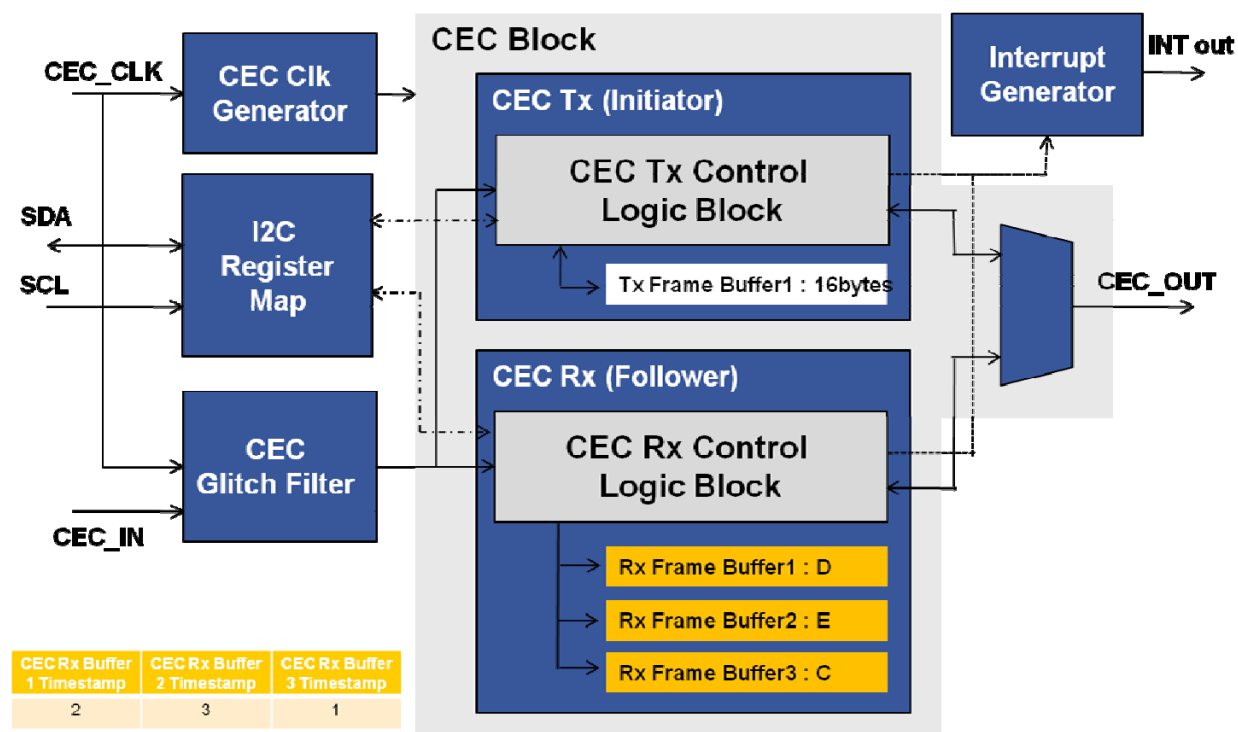 CEC Block
CEC_CLK
CEC Clk
Generator
Interrupt
Generator
INT out
CEC Tx (Initiator)
CEC Tx Control
Logic Block
Tx Frame Buffer1 : 16bytes
SDA
SCL
I2C
Register
Map
CEC_OUT
CEC Rx (Follower)
CEC Rx Control
Logic Block
CEC
Glitch Filter
CEC_IN
Rx Frame Buffer1 : D
Rx Frame Buffer2 : E
Rx Frame Buffer3 : C
CEC Rx Buffer
1 Timestamp
CEC Rx Buffer
2 Timestamp
CEC Rx Buffer
3 Timestamp
2
3
1